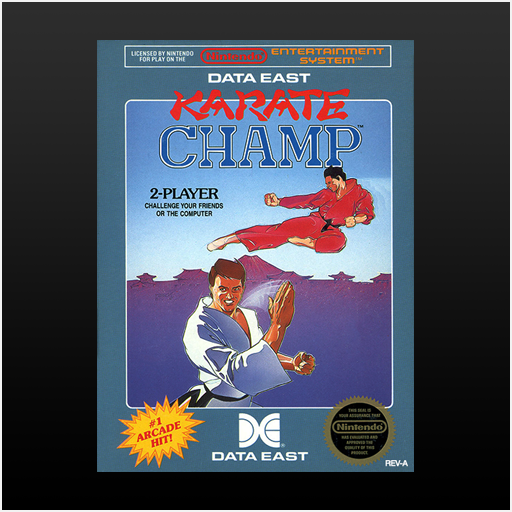 LICENSED BY NINTENDO
FOR PLAY ON THE
Nintendo
ENTERTAINMENT
SYSTEM™
DATA EAST
KARATE
CHAMP™
2-PLAYER
CHALLENGE YOUR FRIENDS
OR THE COMPUTER
#1
ARCADE
HIT!
DATA EAST
THIS SEAL IS
YOUR ASSURANCE THAT
Nintendo
HAS EVALUATED AND
APPROVED THE
QUALITY OF THIS
PRODUCT.
REV-A